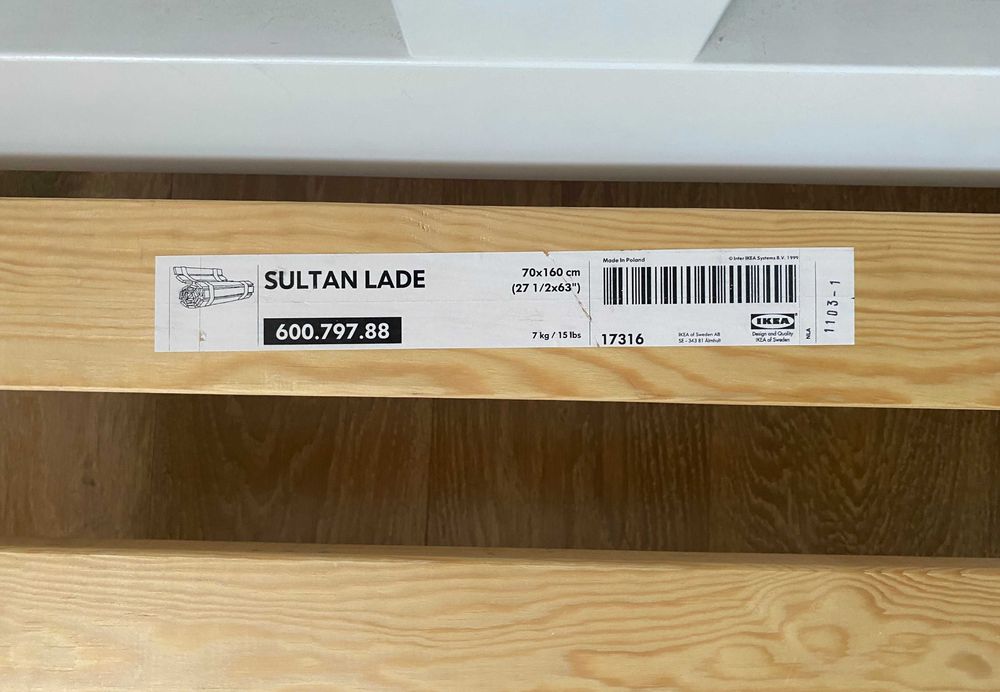 SULTAN LADE
600.797.88
70x160 cm
(27 1/2x63")
7 kg / 15 lbs
Made in Poland
© Inter IKEA Systems B.V. 1999
17316
IKEA of Sweden AB
SE - 343 81 Älmhult
IKEA
Design and Quality
IKEA of Sweden
NLA
1103-1